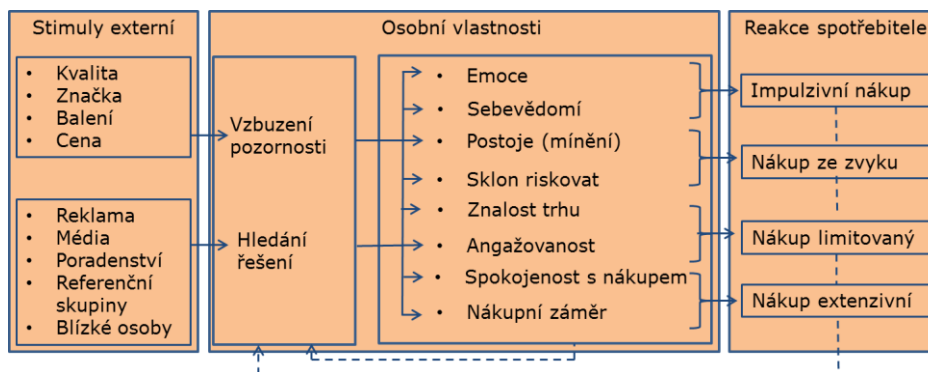 Stimuly externí
• Kvalita
• Značka
• Balení
• Cena
• Reklama
• Média
• Poradenství
• Referenční
skupiny
• Blízké osoby
Osobní vlastnosti
Vzbuzení
pozornosti
Hledání
řešení
• Emoce
• Sebevědomí
• Postoje (mínění)
• Sklon riskovat
• Znalost trhu
• Angažovanost
• Spokojenost s nákupem
• Nákupní záměr
Reakce spotřebitele
Impulzivní nákup
Nákup ze zvyku
Nákup limitovaný
Nákup extenzivní